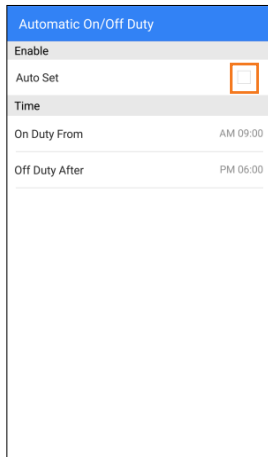 Automatic On/Off Duty
Enable
Auto Set
Time
On Duty From AM 09:00
Off Duty After PM 06:00